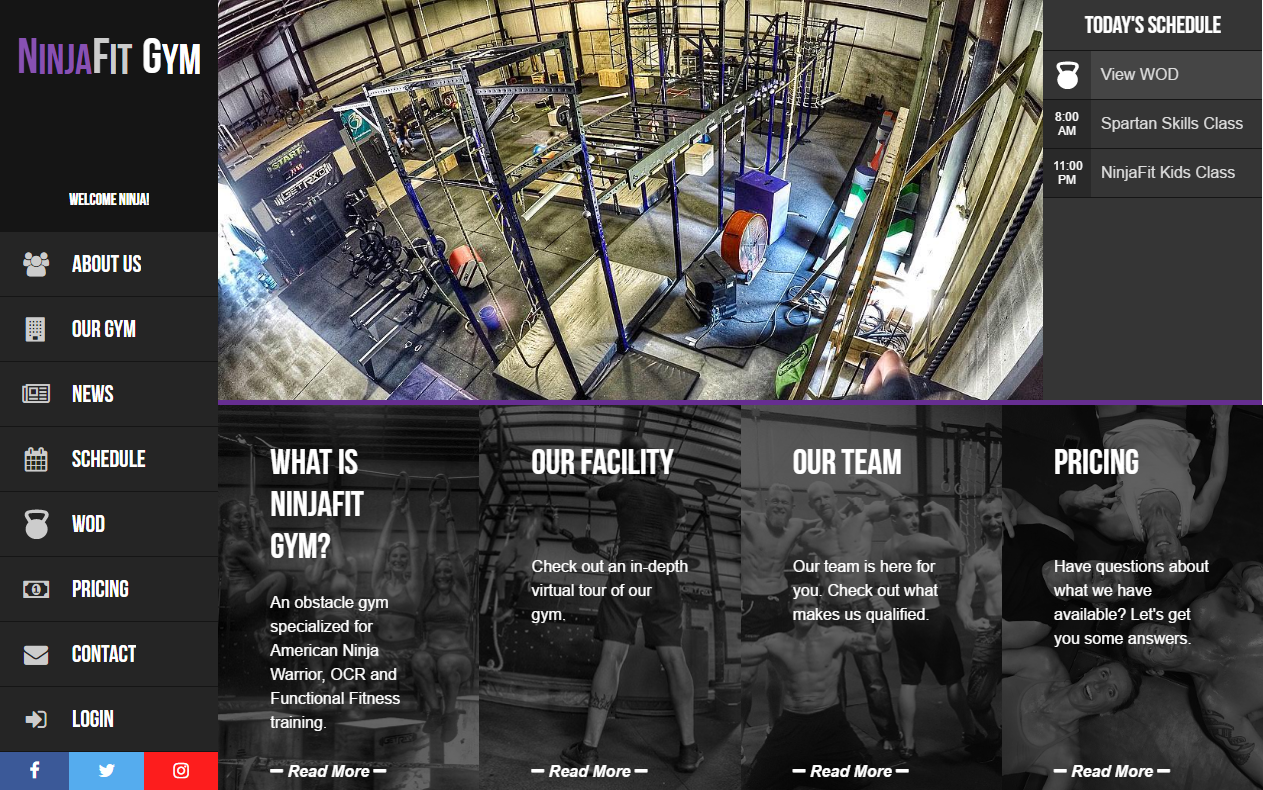 NINJAFIT GYM
WELCOME NINJA!
ABOUT US
OUR GYM
NEWS
SCHEDULE
WOD
PRICING
CONTACT
LOGIN
START
TODAY'S SCHEDULE
View WOD
8:00
AM
Spartan Skills Class
11:00
PM
NinjaFit Kids Class
WHAT IS
NINJAFIT
GYM?
An obstacle gym
specialized for
American Ninja
Warrior, OCR and
Functional Fitness
training.
Read More
OUR FACILITY
Check out an in-depth
virtual tour of our
gym.
Read More
OUR TEAM
Our team is here for
you. Check out what
makes us qualified.
Read More
PRICING
Have questions about
what we have
available? Let's get
you some answers.
Read More